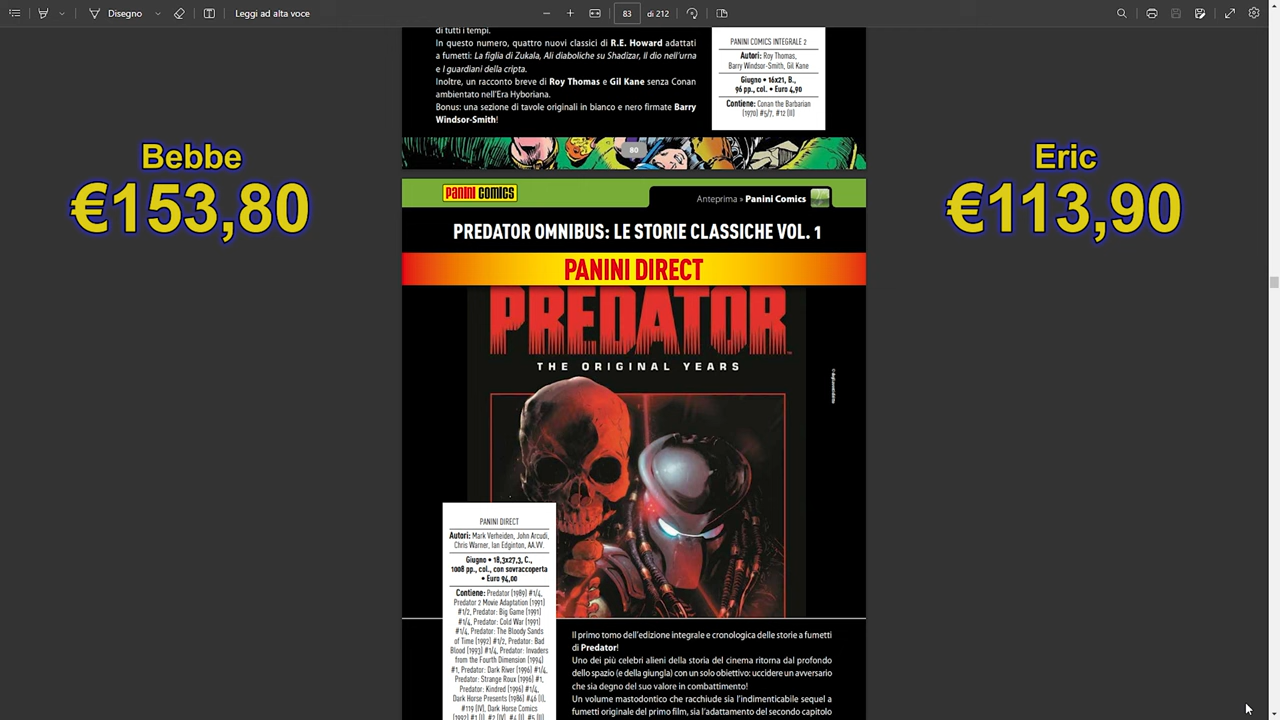 Disegno
Leggi ad alta voce
83
di 212
di tutti i tempi.
In questo numero, quattro nuovi classici di R.E. Howard adattati
a fumetti: La figlia di Zukala, Ali diaboliche su Shadizar, Il dio nell'urna
e I guardiani della cripta.
Inoltre, un racconto breve di Roy Thomas e Gil Kane senza Conan
ambientato nell'Era Hyboriana.
Bonus: una sezione di tavole originali in bianco e nero firmate Barry
Windsor-Smith!
PANINI COMICS INTEGRALE 2
Autori: Roy Thomas,
Barry Windsor-Smith, Gil Kane
Giugno • 16x21, B.,
96 pp., col. • Euro 4,90
Contiene: Conan the Barbarian
(1970) #5/7, #12 (II)
80
Bebbe
€153,80
Eric
€113,90
PANINI COMICS
Anteprima » Panini Comics
PREDATOR OMNIBUS: LE STORIE CLASSICHE VOL. 1
PANINI DIRECT
PREDATOR
THE ORIGINAL YEARS
PANINI DIRECT
Autori: Mark Verheiden, John Arcudi,
Chris Warner, Ian Edginton, AA.VV.
Giugno • 18,3x27,3, C.,
1008 pp., col., con sovraccoperta
• Euro 94,00
Contiene: Predator (1989) #1/4,
Predator 2 Movie Adaptation (1991)
#1/2, Predator: Big Game (1991)
#1/4, Predator: Cold War (1991)
#1/4, Predator: The Bloody Sands
of Time (1992) #1/2, Predator: Bad
Blood (1993) #1/4, Predator: Invaders
from the Fourth Dimension (1994)
#1, Predator: Dark River (1996) #1/4,
Predator: Strange Roux (1996) #1,
Predator: Kindred (1996) #1/4,
Dark Horse Presents (1986) #46 (I),
#119 (IV), Dark Horse Comics
Il primo tomo dell'edizione integrale e cronologica delle storie a fumetti
di Predator!
Uno dei più celebri alieni della storia del cinema ritorna dal profondo
dello spazio (e della giungla) con un solo obiettivo: uccidere un avversario
che sia degno del suo valore in combattimento!
Un volume mastodontico che racchiude sia l'indimenticabile sequel a
fumetti originale del primo film, sia l'adattamento del secondo capitolo